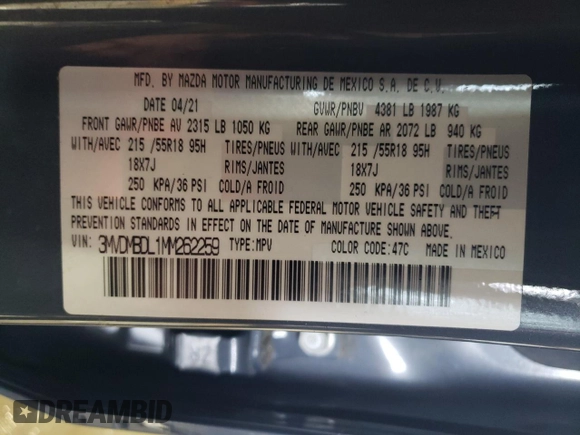 MFD. BY MAZDA MOTOR MANUFACTURING DE MEXICO S.A. DE C.V.
DATE 04/21 GVWR/PNBV 4381 LB 1987 KG
FRONT GAWR/PNBE AV 2315 LB 1050 KG REAR GAWR/PNBE AR 2072 LB 940 KG
WITH/AVEC 215 /55R18 95H TIRES/PNEUS WITH/AVEC 215 /55R18 95H TIRES/PNEUS
18X7J RIMS/JANTES 18X7J RIMS/JANTES
250 KPA/36 PSI COLD/A FROID 250 KPA/36 PSI COLD/A FROID
THIS VEHICLE CONFORMS TO ALL APPLICABLE FEDERAL MOTOR VEHICLE SAFETY AND THEFT
PREVENTION STANDARDS IN EFFECT ON THE DATE OF MANUFACTURE SHOWN ABOVE.
VIN: 3MVDMBDL1MM262259 TYPE:MPV COLOR CODE:47C MADE IN MEXICO
DREAMBID